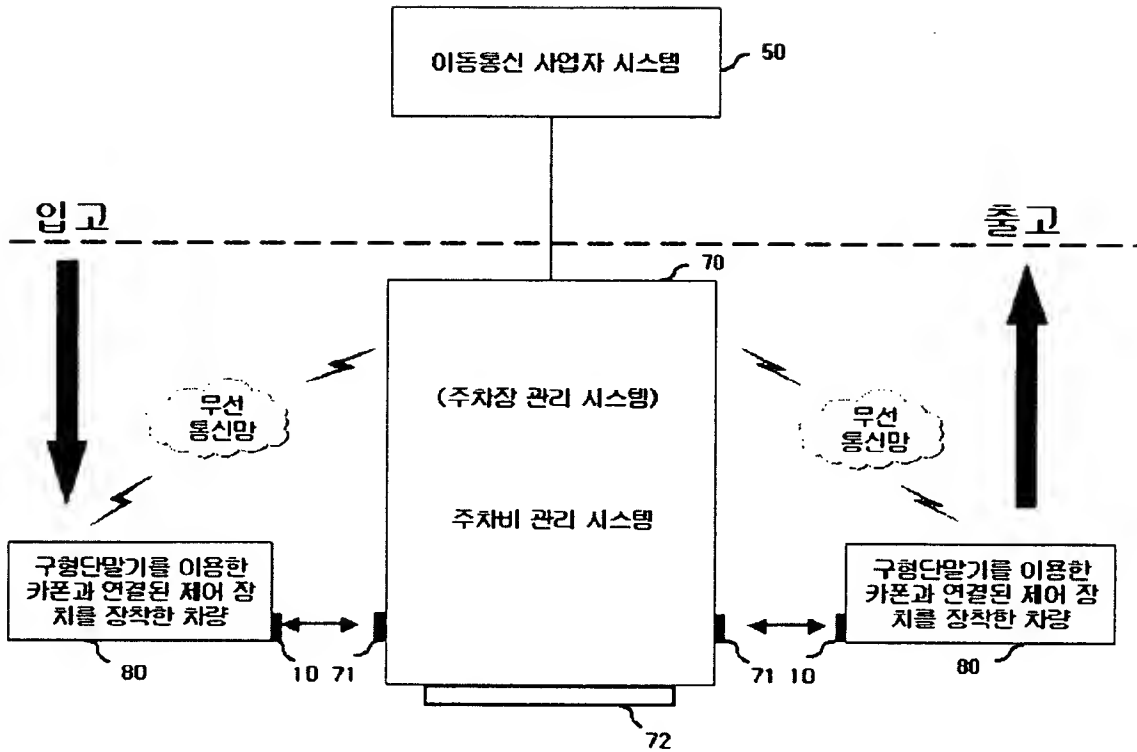 이동통신 사업자 시스템
50
입고
출고
70
(주차장 관리 시스템)
무선
통신망
무선
통신망
주차비 관리 시스템
구형단말기를 이용한
카폰과 연결된 제어 장
치를 장착한 차량
구형단말기를 이용한
카폰과 연결된 제어 장
치를 장착한 차량
80
10 71
71 10
80
72